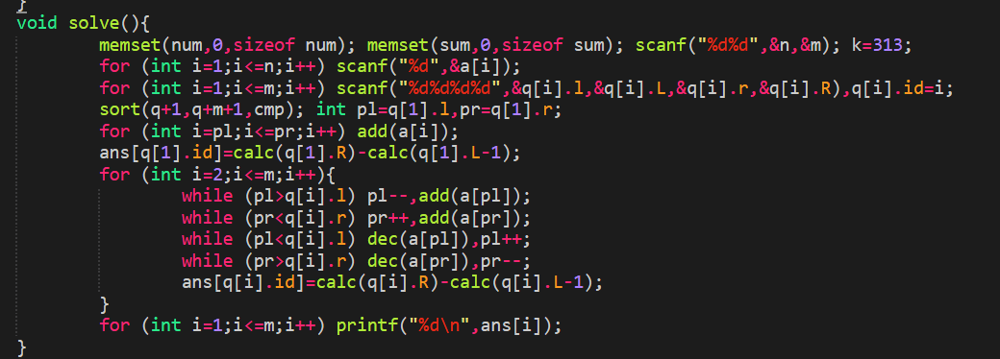 }
void solve(){
memset(num,0,sizeof num); memset(sum,0,sizeof sum); scanf("%d%d",&n,&m); k=313;
for (int i=1;i<=n;i++) scanf("%d",&a[i]);
for (int i=1;i<=m;i++) scanf("%d%d%d%d",&q[i].l,&q[i].L,&q[i].r,&q[i].R),q[i].id=i;
sort(q+1,q+m+1,cmp); int pl=q[1].l,pr=q[1].r;
for (int i=pl;i<=pr;i++) add(a[i]);
ans[q[1].id]=calc(q[1].R)-calc(q[1].L-1);
for (int i=2;i<=m;i++){
while (pl>q[i].l) pl--,add(a[pl]);
while (pr<q[i].r) pr++,add(a[pr]);
while (pl<q[i].l) dec(a[pl]),pl++;
while (pr>q[i].r) dec(a[pr]),pr--;
ans[q[i].id]=calc(q[i].R)-calc(q[i].L-1);
}
for (int i=1;i<=m;i++) printf("%d\n",ans[i]);
}